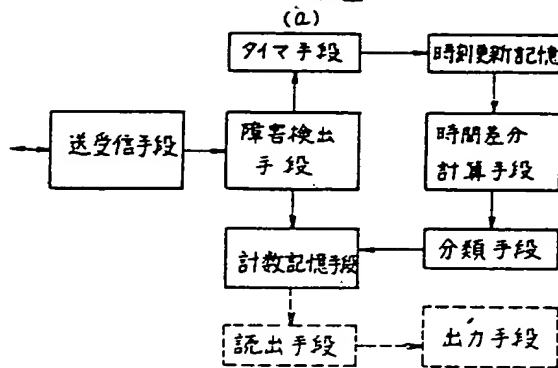 (a)
タイマ手段
時刻更新記憶
送受信手段
障害検出
手段
時間差分
計算手段
計数記憶手段
分類手段
読出手段
出力手段